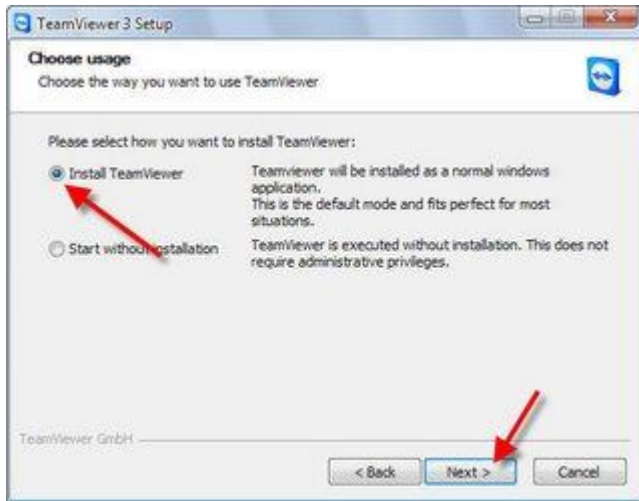 TeamViewer 3 Setup
Choose usage
Choose the way you want to use TeamViewer
Please select how you want to install TeamViewer:
Install TeamViewer
Teamviewer will be installed as a normal windows
application.
This is the default mode and fits perfect for most
situations.
Start without installation
TeamViewer is executed without installation. This does not
require administrative privileges.
TeamViewer GmbH
< Back
Next >
Cancel